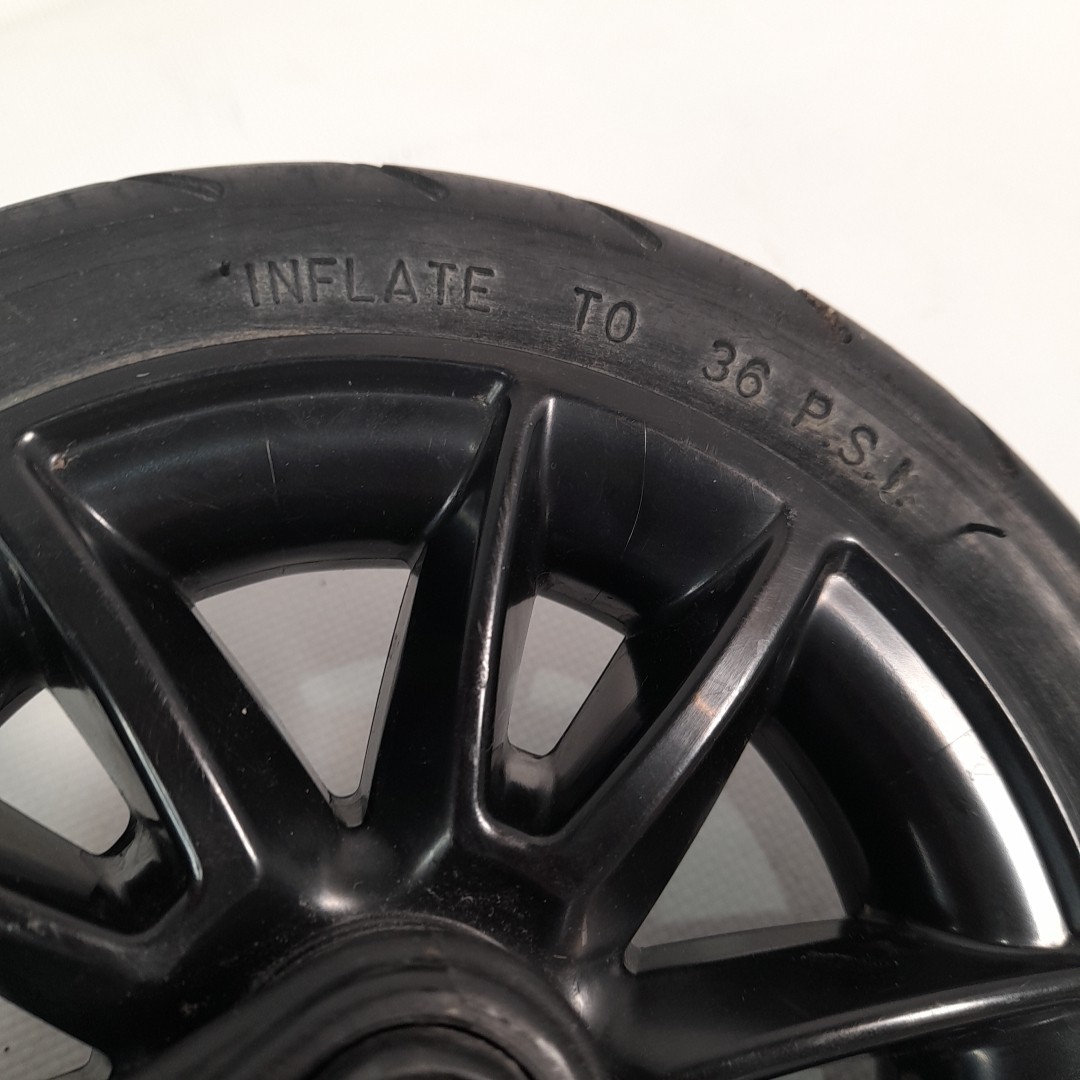 INFLATE TO 36 P.S.I.